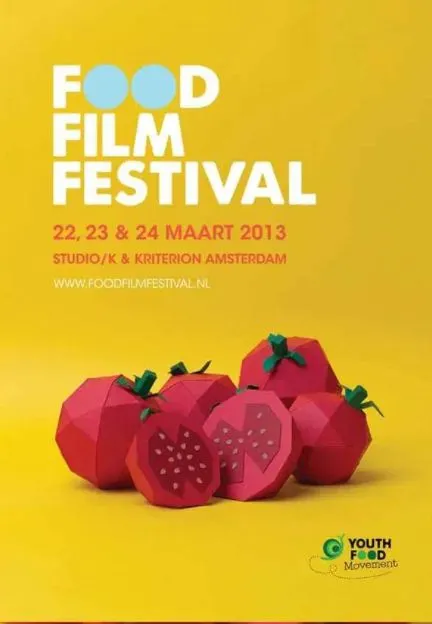 FOOD
FILM
FESTIVAL
22, 23 & 24 MAART 2013
STUDIO/K & KRITERION AMSTERDAM
WWW.FOODFILMFESTIVAL.NL
YOUTH
FOOD
Movement